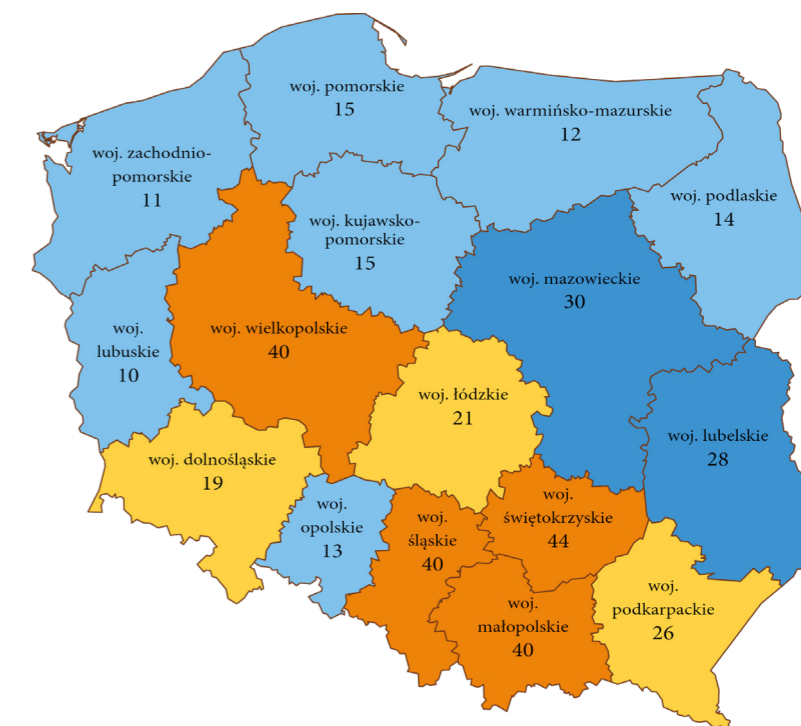 woj. pomorskie
15
woj. warmińsko-mazurskie
12
woj. zachodnio-
pomorskie
11
woj. podlaskie
14
woj. kujawsko-
pomorskie
15
woj. mazowieckie
30
woj. wielkopolskie
40
woj.
lubuskie
10
woj. łódzkie
21
woj. lubelskie
28
woj. dolnośląskie
19
woj.
opolskie
13
woj.
śląskie
40
woj.
świętokrzyskie
44
woj.
małopolskie
40
woj.
podkarpackie
26